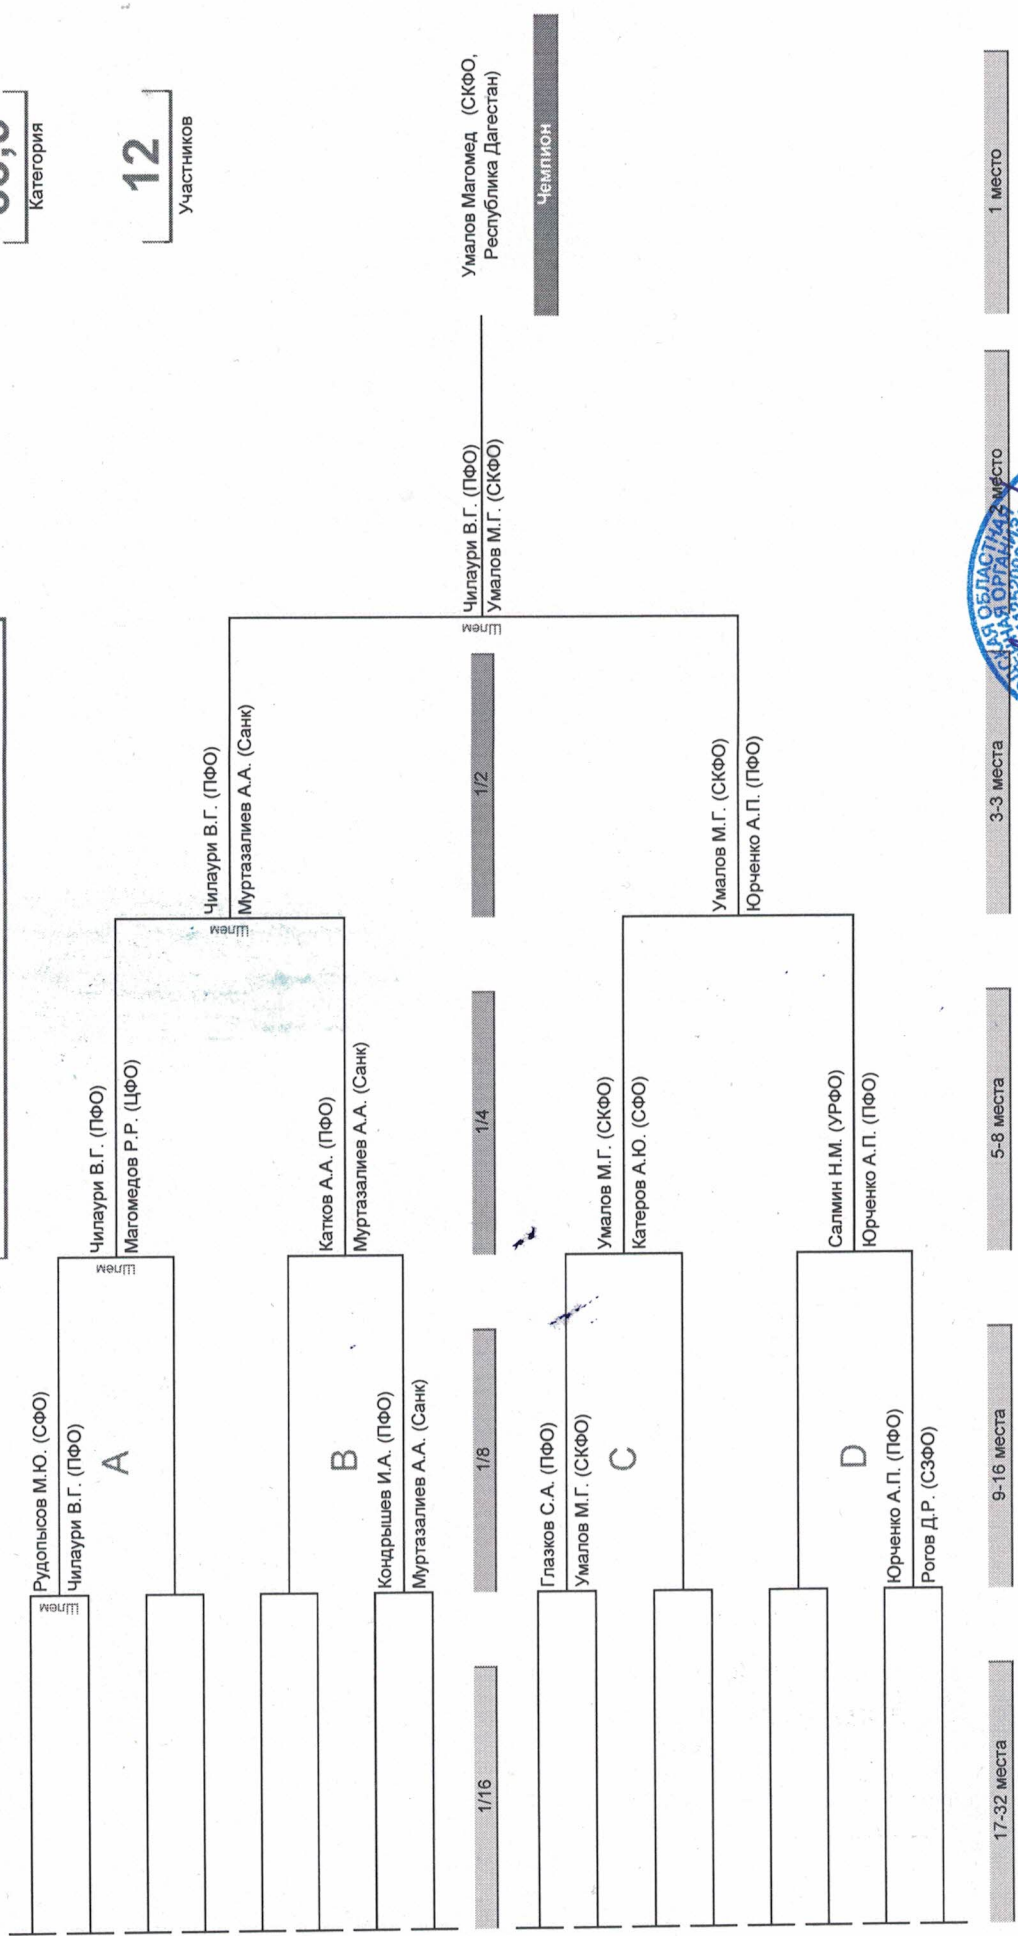 Категория
12
Участников
Рудопысов М.Ю. (СФО)
Чилаури В.Г. (ПФО)
Шлем
A
Чилаури В.Г. (ПФО)
Магомедов Р.Р. (ЦФО)
Шлем
Чилаури В.Г. (ПФО)
Муртазалиев А.А. (Санк)
Шлем
Катков А.А. (ПФО)
Муртазалиев А.А. (Санк)
B
Кондрышев И.А. (ПФО)
Муртазалиев А.А. (Санк)
Чилаури В.Г. (ПФО)
Умалов М.Г. (СКФО)
Шлем
Умалов Магомед (СКФО,
Республика Дагестан)
Чемпион
1/16
1/8
1/4
1/2
Глазков С.А. (ПФО)
Умалов М.Г. (СКФО)
C
Умалов М.Г. (СКФО)
Катеров А.Ю. (СФО)
Умалов М.Г. (СКФО)
Юрченко А.П. (ПФО)
Салмин Н.М. (УРФО)
Юрченко А.П. (ПФО)
D
Юрченко А.П. (ПФО)
Рогов Д.Р. (СЗФО)
17-32 места
9-16 места
5-8 места
3-3 места
2 место
1 место